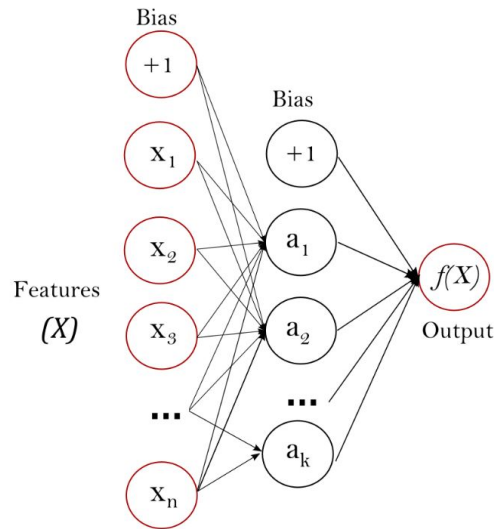 Bias
+1
x₁
x₂
Features
(X)
x₃
...
xₙ
Bias
+1
a₁
a₂
...
aₖ
f(X)
Output